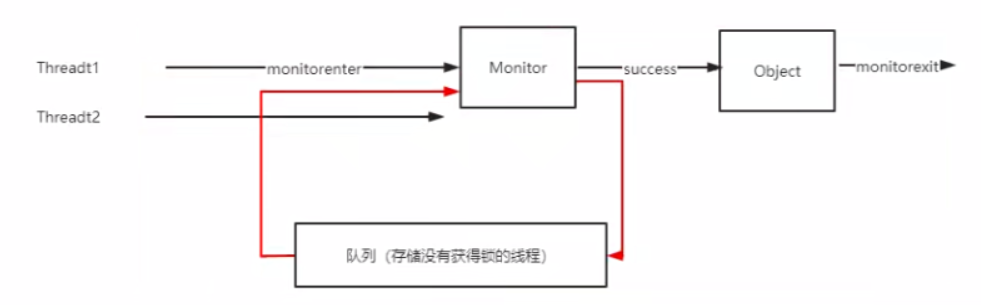 Threadt1
monitorenter
Monitor
success
Object
monitorexit
Threadt2
队列（存储没有获得锁的线程）